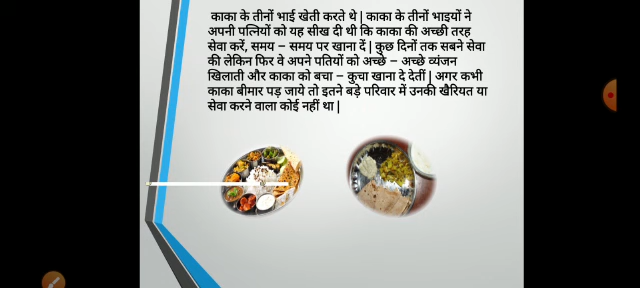 काका के तीनों भाई खेती करते थे | काका के तीनों भाइयों ने
अपनी पत्नियों को यह सीख दी थी कि काका की अच्छी तरह
सेवा करें, समय – समय पर खाना दें | कुछ दिनों तक सबने सेवा
की लेकिन फिर वे अपने पतियों को अच्छे – अच्छे व्यंजन
खिलाती और काका को बचा – कुचा खाना दे देतीं | अगर कभी
काका बीमार पड़ जाये तो इतने बड़े परिवार में उनकी खैरियत या
सेवा करने वाला कोई नहीं था |